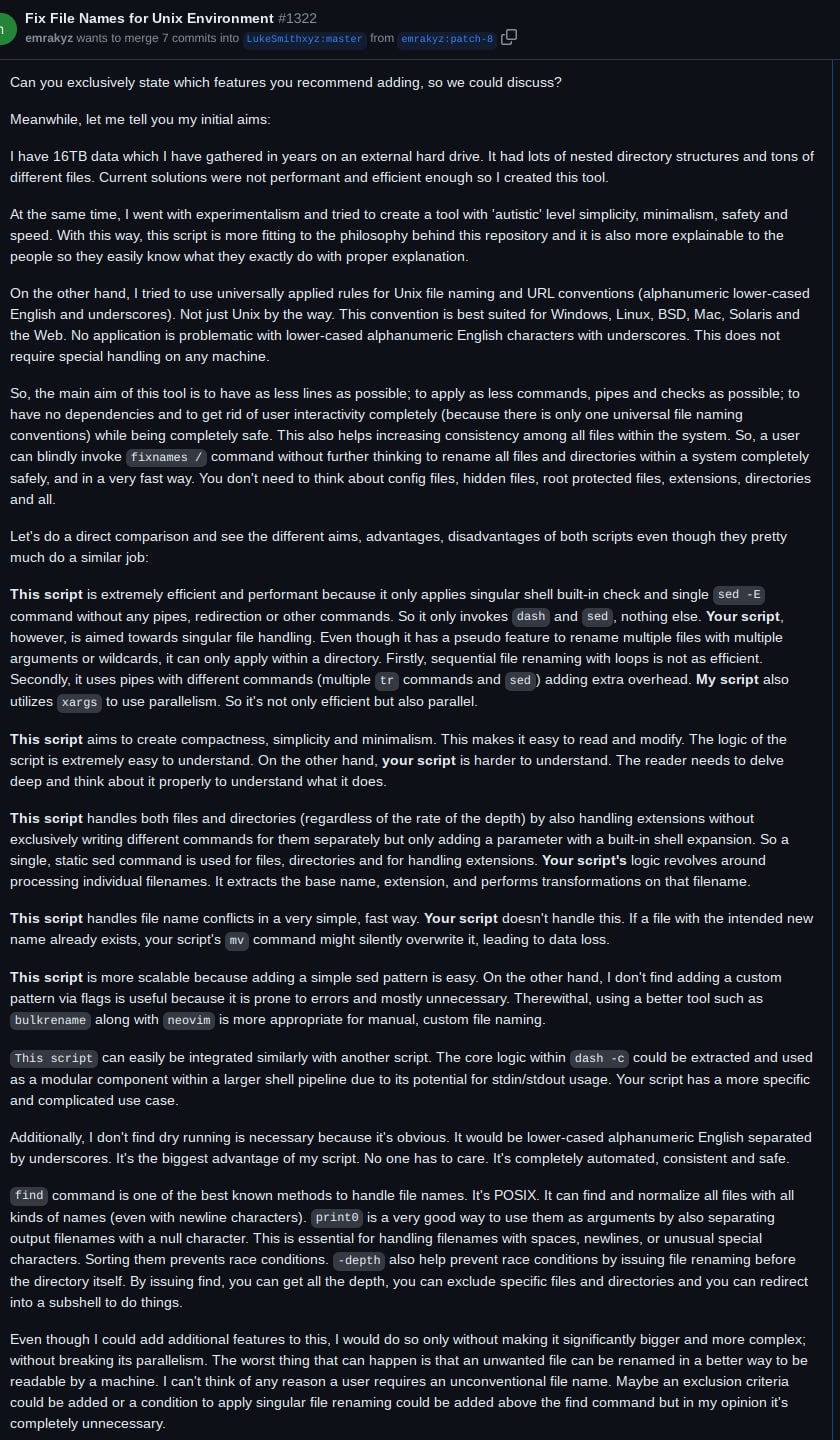 Fix File Names for Unix Environment #1322
emrakyz wants to merge 7 commits into LukeSmithxyz:master from emrakyz:patch-8
Can you exclusively state which features you recommend adding, so we could discuss?
Meanwhile, let me tell you my initial aims:
I have 16TB data which I have gathered in years on an external hard drive. It had lots of nested directory structures and tons of
different files. Current solutions were not performant and efficient enough so I created this tool.
At the same time, I went with experimentalism and tried to create a tool with 'autistic' level simplicity, minimalism, safety and
speed. With this way, this script is more fitting to the philosophy behind this repository and it is also more explainable to the
people so they easily know what they exactly do with proper explanation.
On the other hand, I tried to use universally applied rules for Unix file naming and URL conventions (alphanumeric lower-cased
English and underscores). Not just Unix by the way. This convention is best suited for Windows, Linux, BSD, Mac, Solaris and
the Web. No application is problematic with lower-cased alphanumeric English characters with underscores. This does not
require special handling on any machine.
So, the main aim of this tool is to have as less lines as possible; to apply as less commands, pipes and checks as possible; to
have no dependencies and to get rid of user interactivity completely (because there is only one universal file naming
conventions) while being completely safe. This also helps increasing consistency among all files within the system. So, a user
can blindly invoke fixnames / command without further thinking to rename all files and directories within a system completely
safely, and in a very fast way. You don't need to think about config files, hidden files, root protected files, extensions, directories
and all.
Let's do a direct comparison and see the different aims, advantages, disadvantages of both scripts even though they pretty
much do a similar job:
This script is extremely efficient and performant because it only applies singular shell built-in check and single sed -E
command without any pipes, redirection or other commands. So it only invokes dash and sed, nothing else. Your script,
however, is aimed towards singular file handling. Even though it has a pseudo feature to rename multiple files with multiple
arguments or wildcards, it can only apply within a directory. Firstly, sequential file renaming with loops is not as efficient.
Secondly, it uses pipes with different commands (multiple tr commands and sed) adding extra overhead. My script also
utilizes xargs to use parallelism. So it's not only efficient but also parallel.
This script aims to create compactness, simplicity and minimalism. This makes it easy to read and modify. The logic of the
script is extremely easy to understand. On the other hand, your script is harder to understand. The reader needs to delve
deep and think about it properly to understand what it does.
This script handles both files and directories (regardless of the rate of the depth) by also handling extensions without
exclusively writing different commands for them separately but only adding a parameter with a built-in shell expansion. So a
single, static sed command is used for files, directories and for handling extensions. Your script's logic revolves around
processing individual filenames. It extracts the base name, extension, and performs transformations on that filename.
This script handles file name conflicts in a very simple, fast way. Your script doesn't handle this. If a file with the intended new
name already exists, your script's mv command might silently overwrite it, leading to data loss.
This script is more scalable because adding a simple sed pattern is easy. On the other hand, I don't find adding a custom
pattern via flags is useful because it is prone to errors and mostly unnecessary. Therewithal, using a better tool such as
bulkrename along with neovim is more appropriate for manual, custom file naming.
This script can easily be integrated similarly with another script. The core logic within dash -c could be extracted and used
as a modular component within a larger shell pipeline due to its potential for stdin/stdout usage. Your script has a more specific
and complicated use case.
Additionally, I don't find dry running is necessary because it's obvious. It would be lower-cased alphanumeric English separated
by underscores. It's the biggest advantage of my script. No one has to care. It's completely automated, consistent and safe.
find command is one of the best known methods to handle file names. It's POSIX. It can find and normalize all files with all
kinds of names (even with newline characters). print0 is a very good way to use them as arguments by also separating
output filenames with a null character. This is essential for handling filenames with spaces, newlines, or unusual special
characters. Sorting them prevents race conditions. -depth also help prevent race conditions by issuing file renaming before
the directory itself. By issuing find, you can get all the depth, you can exclude specific files and directories and you can redirect
into a subshell to do things.
Even though I could add additional features to this, I would do so only without making it significantly bigger and more complex;
without breaking its parallelism. The worst thing that can happen is that an unwanted file can be renamed in a better way to be
readable by a machine. I can't think of any reason a user requires an unconventional file name. Maybe an exclusion criteria
could be added or a condition to apply singular file renaming could be added above the find command but in my opinion it's
completely unnecessary.